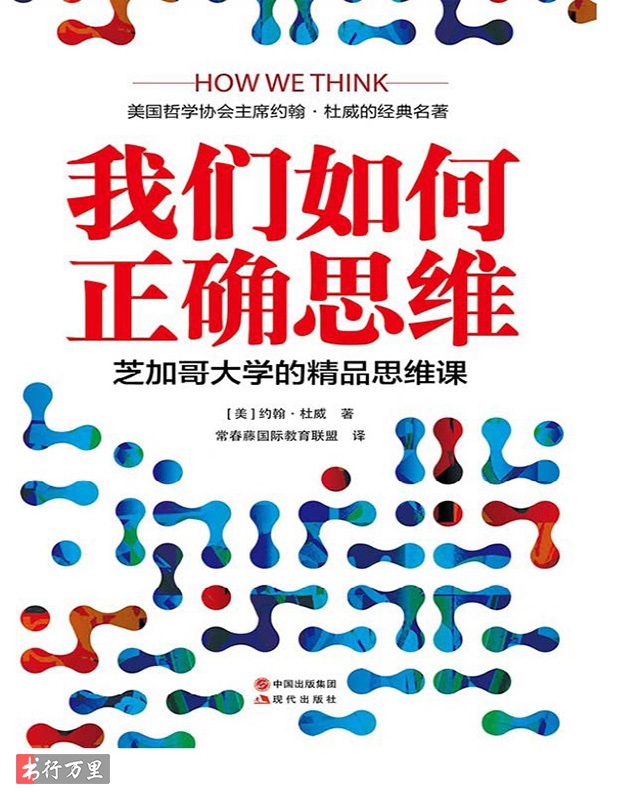 HOW WE THINK
美国哲学协会主席约翰·杜威的经典名著
我们如何
正确思维
芝加哥大学的精品思维课
[美]约翰·杜威 著
常春藤国际教育联盟 译
中国出版集团
现代出版社
书行万里